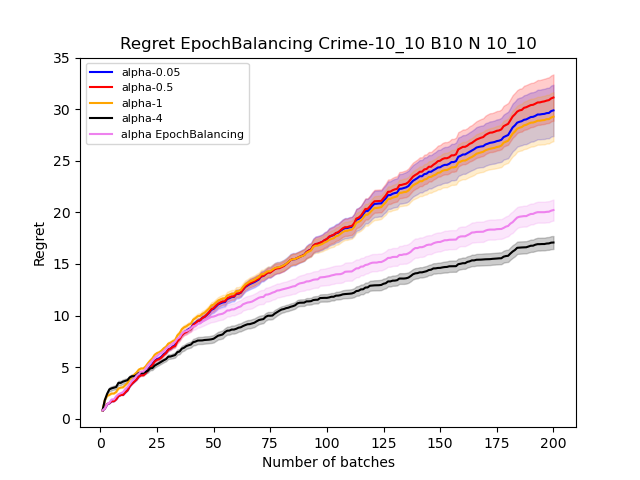 Regret EpochBalancing Crime-10_10 B10 N 10_10
alpha-0.05
alpha-0.5
alpha-1
alpha-4
alpha EpochBalancing
35
30
25
20
15
10
5
0
Regret
0 25 50 75 100 125 150 175 200
Number of batches